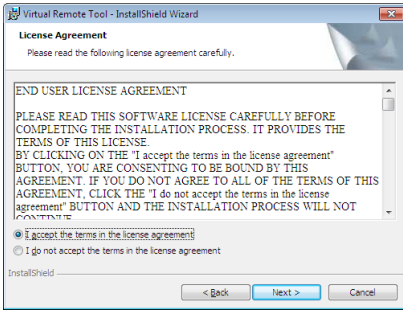 Virtual Remote Tool - InstallShield Wizard
License Agreement
Please read the following license agreement carefully.
END USER LICENSE AGREEMENT
PLEASE READ THIS SOFTWARE LICENSE CAREFULLY BEFORE
COMPLETING THE INSTALLATION PROCESS. IT PROVIDES THE
TERMS OF THIS LICENSE.
BY CLICKING ON THE "I accept the terms in the license agreement"
BUTTON, YOU ARE CONSENTING TO BE BOUND BY THIS
AGREEMENT. IF YOU DO NOT AGREE TO ALL OF THE TERMS OF THIS
AGREEMENT, CLICK THE "I do not accept the terms in the license
agreement" BUTTON AND THE INSTALLATION PROCESS WILL NOT
CONTINUE
I accept the terms in the license agreement
I do not accept the terms in the license agreement
InstallShield
< Back Next > Cancel